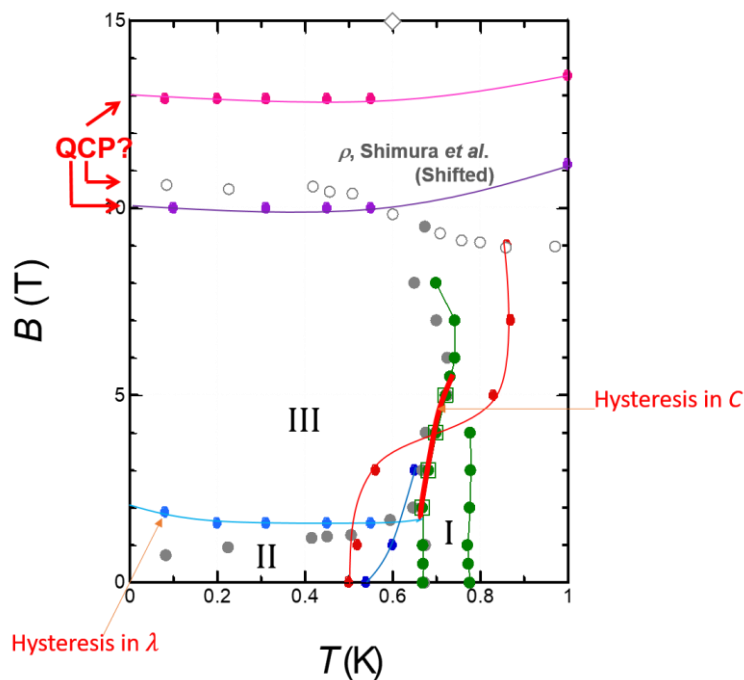 15
QCP?
ρ, Shimura et al.
(Shifted)
10
B (T)
5
Hysteresis in C
III
I
II
0
0
0.2
0.4
0.6
0.8
1
Hysteresis in λ
T(K)